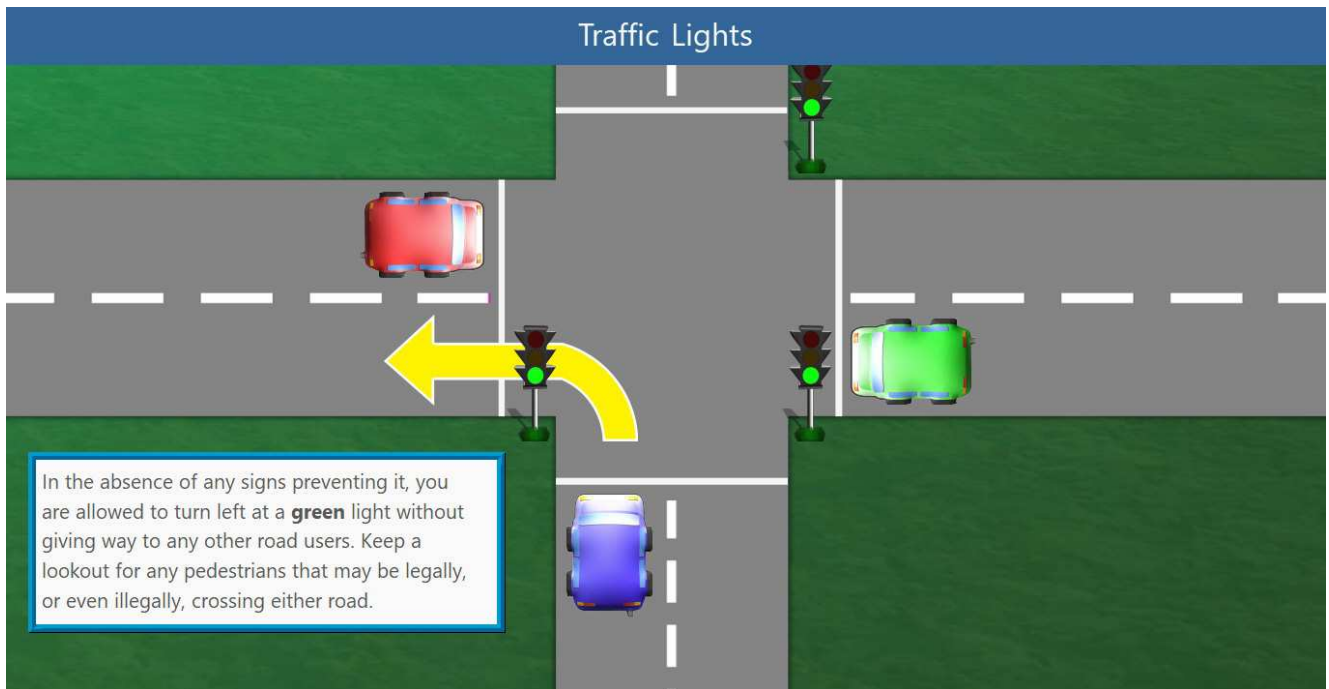 Traffic Lights
In the absence of any signs preventing it, you
are allowed to turn left at a green light without
giving way to any other road users. Keep a
lookout for any pedestrians that may be legally,
or even illegally, crossing either road.